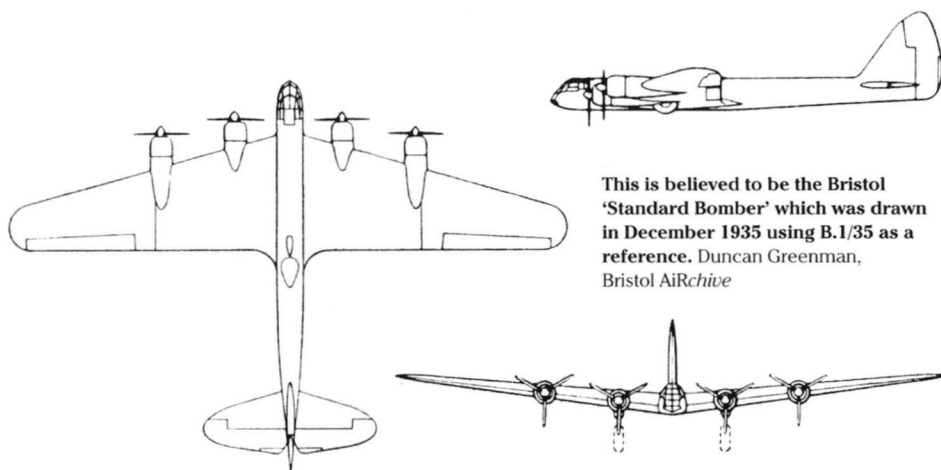 This is believed to be the Bristol
‘Standard Bomber’ which was drawn
in December 1935 using B.1/35 as a
reference. Duncan Greenman,
Bristol AiRchive